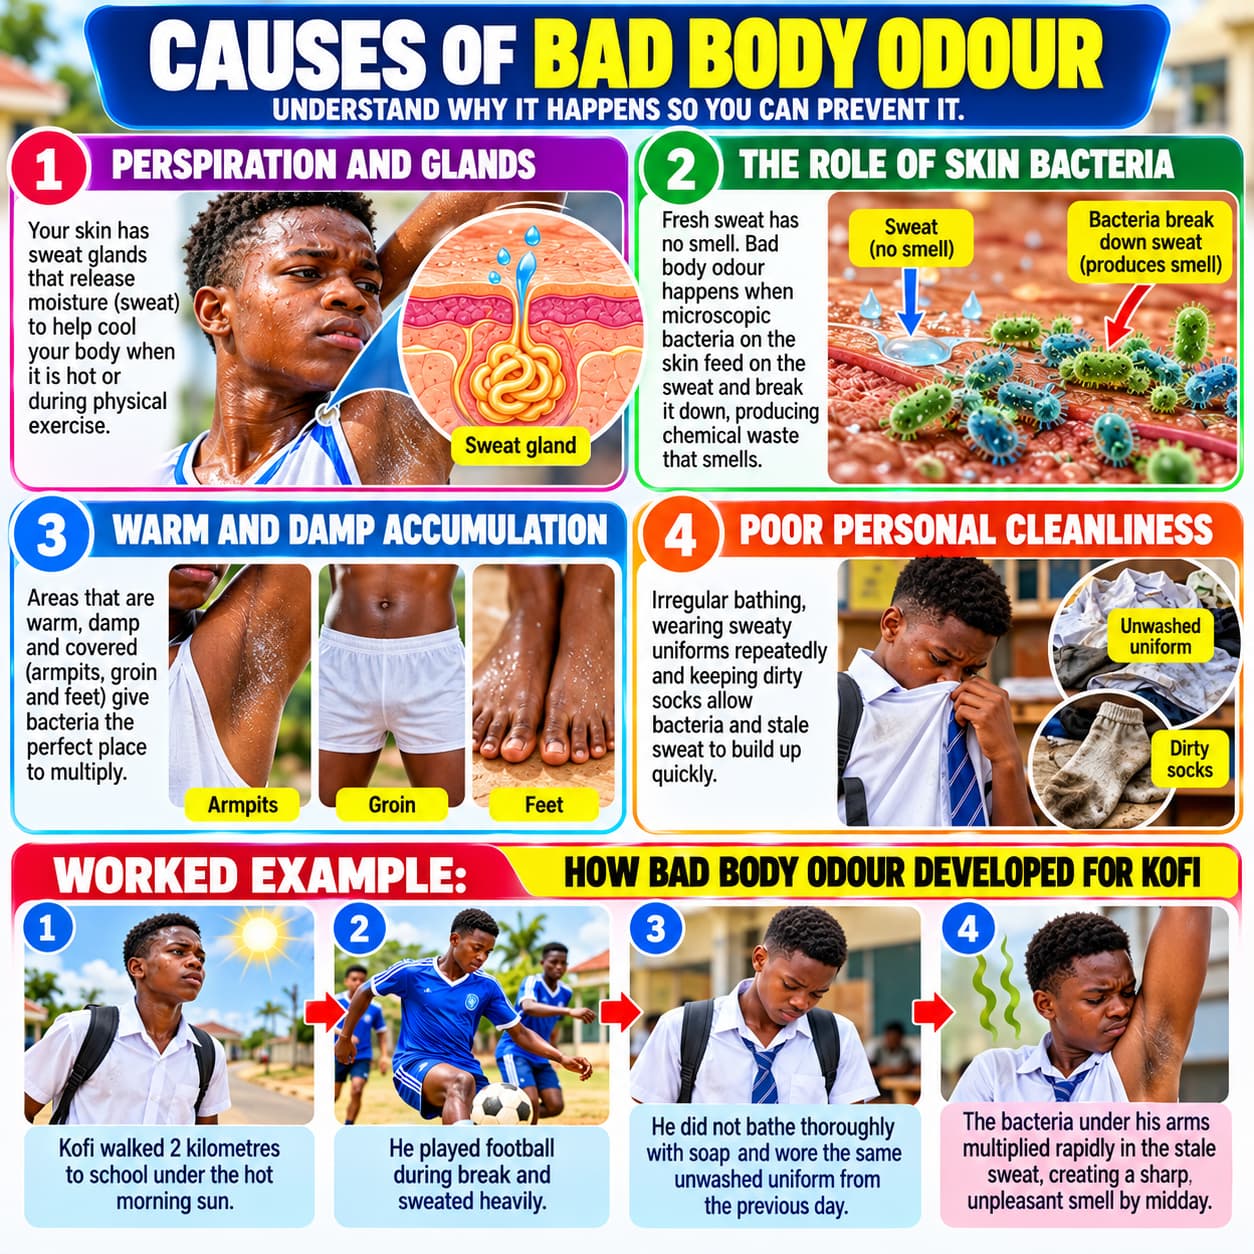 CAUSES OF BAD BODY ODOUR
UNDERSTAND WHY IT HAPPENS SO YOU CAN PREVENT IT.
1 PERSPIRATION AND GLANDS
Your skin has
sweat glands
that release
moisture (sweat)
to help cool
your body when
it is hot or
during physical
exercise.
Sweat gland
2 THE ROLE OF SKIN BACTERIA
Fresh sweat has
no smell. Bad
body odour
happens when
microscopic
bacteria on the
skin feed on the
sweat and break
it down, producing
chemical waste
that smells.
Sweat
(no smell)
Bacteria break
down sweat
(produces smell)
3 WARM AND DAMP ACCUMULATION
Areas that are
warm, damp
and covered
(armpits, groin
and feet) give
bacteria the
perfect place
to multiply.
Armpits
Groin
Feet
4 POOR PERSONAL CLEANLINESS
Irregular bathing,
wearing sweaty
uniforms repeatedly
and keeping dirty
socks allow
bacteria and stale
sweat to build up
quickly.
Unwashed
uniform
Dirty
socks
WORKED EXAMPLE:
HOW BAD BODY ODOUR DEVELOPED FOR KOFI
1
Kofi walked 2 kilometres
to school under the hot
morning sun.
2
He played football
during break and
sweated heavily.
3
He did not bathe thoroughly
with soap and wore the same
unwashed uniform from
the previous day.
4
The bacteria under his arms
multiplied rapidly in the stale
sweat, creating a sharp,
unpleasant smell by midday.